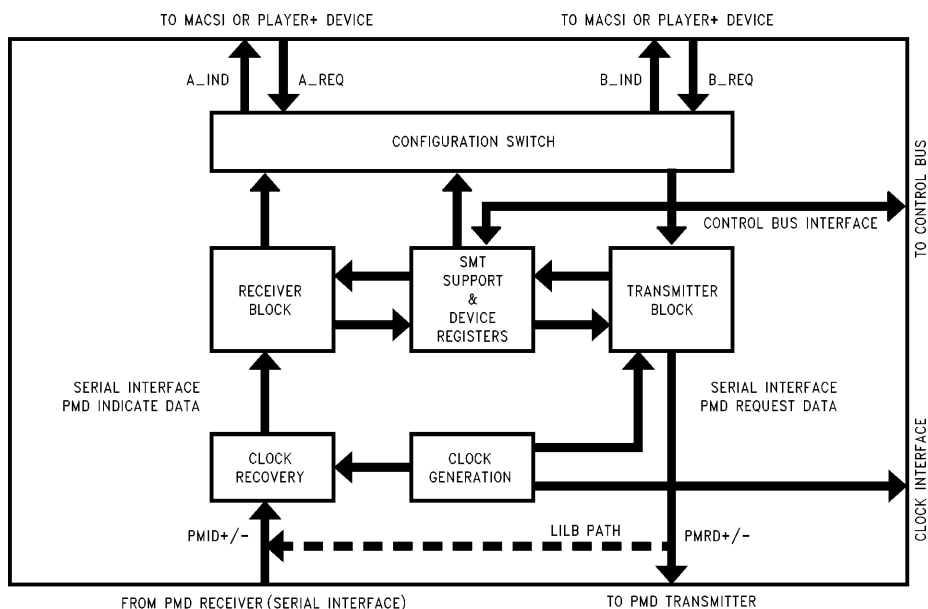 TO MACSI OR PLAYER+ DEVICE
TO MACSI OR PLAYER+ DEVICE
A_IND
A_REQ
B_IND
B_REQ
CONFIGURATION SWITCH
TO CONTROL BUS
CONTROL BUS INTERFACE
RECEIVER
BLOCK
SMT
SUPPORT
&
DEVICE
REGISTERS
TRANSMITTER
BLOCK
SERIAL INTERFACE
PMD INDICATE DATA
SERIAL INTERFACE
PMD REQUEST DATA
CLOCK
RECOVERY
CLOCK
GENERATION
CLOCK INTERFACE
PMID+/-
LILB PATH
PMRD+/-
FROM PMD RECEIVER (SERIAL INTERFACE)
TO PMD TRANSMITTER